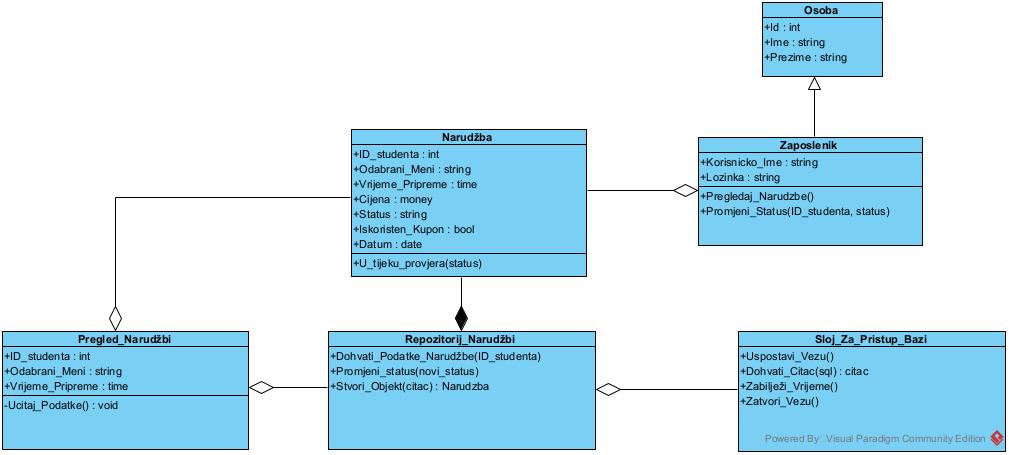 Osoba
+Id : int
+Ime : string
+Prezime : string
Narudžba
+ID_studenta : int
+Odabrani_Meni : string
+Vrijeme_Pripreme : time
+Cijena : money
+Status : string
+Iskoristen_Kupon : bool
+Datum : date
+U_tijeku_provjera(status)
Zaposlenik
+Korisnicko_Ime : string
+Lozinka : string
+Pregledaj_Narudzbe()
+Promjeni_Status(ID_studenta, status)
Pregled_Narudžbi
+ID_studenta : int
+Odabrani_Meni : string
+Vrijeme_Pripreme : time
-Ucitaj_Podatke() : void
Repozitorij_Narudžbi
+Dohvati_Podatke_Narudžbe(ID_studenta)
+Promjeni_status(novi_status)
+Stvori_Objekt(citac) : Narudzba
Sloj_Za_Pristup_Bazi
+Uspostavi_Vezu()
+Dohvati_Citac(sql) : citac
+Zabilježi_Vrijeme()
+Zatvori_Vezu()
Powered By: Visual Paradigm Community Edition